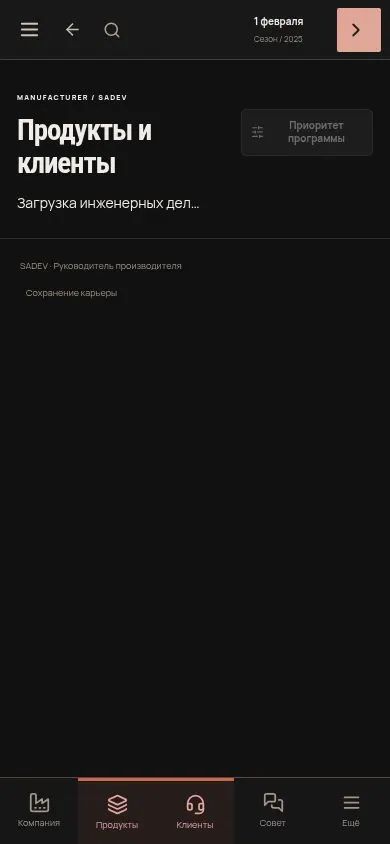 1 февраля
Сезон / 2025
MANUFACTURER / SADEV
Продукты и
клиенты
Приоритет
программы
Загрузка инженерных дел…
SADEV · Руководитель производителя
Сохранение карьеры
Компания
Продукты
Клиенты
Совет
Ещё